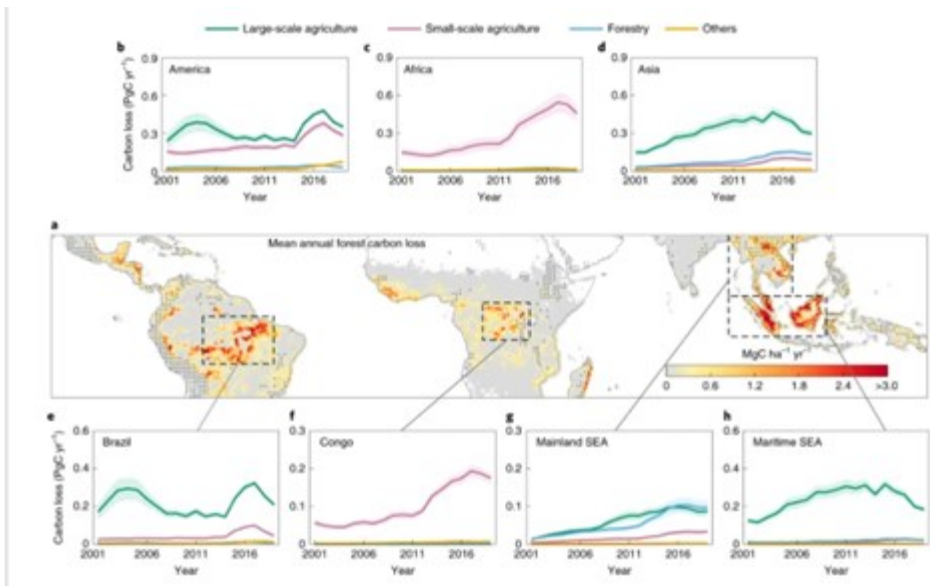 Large-scale agriculture Small-scale agriculture Forestry Others
b c d
America Africa Asia
Carbon loss (PgC yr⁻¹)
0.9 0.9 0.9
0.6 0.6 0.6
0.3 0.3 0.3
0 0 0
2001 2006 2011 2016 2001 2006 2011 2016 2001 2006 2011 2016
Year Year Year
a
Mean annual forest carbon loss
MgC ha⁻¹ yr⁻¹
0 0.6 1.2 1.8 2.4 >3.0
e f g h
Brazil Congo Mainland SEA Maritime SEA
Carbon loss (PgC yr⁻¹)
0.6 0.3 0.3 0.6
0.4 0.2 0.2 0.4
0.2 0.1 0.1 0.2
0 0 0 0
2001 2006 2011 2016 2001 2006 2011 2016 2001 2006 2011 2016 2001 2006 2011 2016
Year Year Year Year